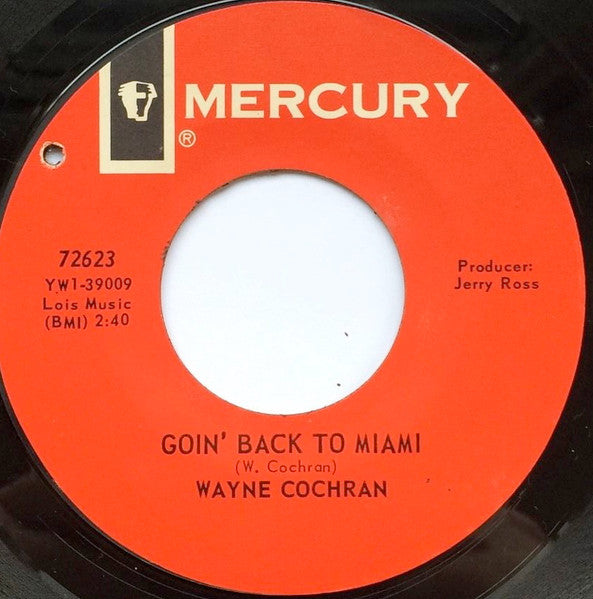 MERCURY
®
72623
YW1-39009
Lois Music
(BMI) 2:40
Producer:
Jerry Ross
GOIN' BACK TO MIAMI
(W. Cochran)
WAYNE COCHRAN